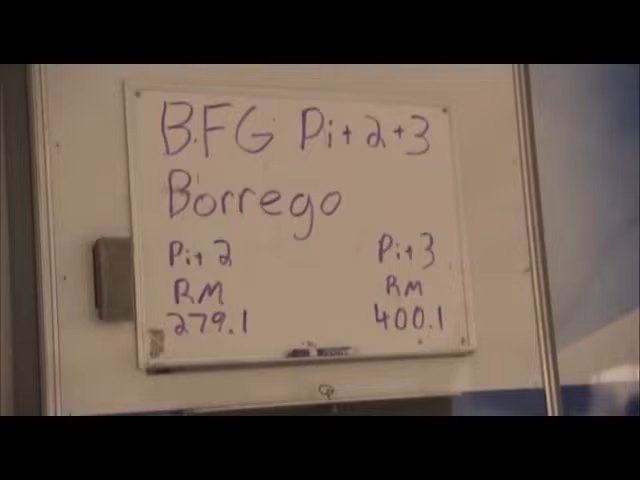 BFG Pit 2+3
Borrego
Pit 2 Pit 3
RM RM
279.1 400.1